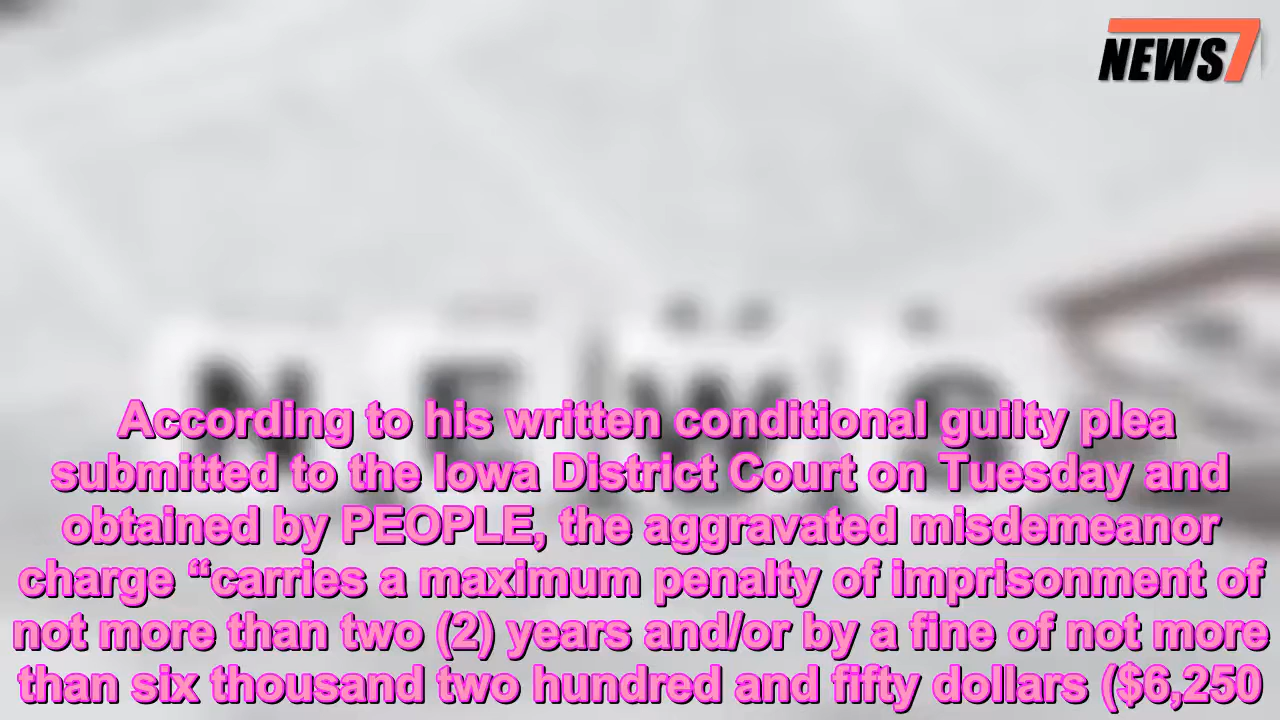 NEWS7
NEWS
According to his written conditional guilty plea
submitted to the Iowa District Court on Tuesday and
obtained by PEOPLE, the aggravated misdemeanor
charge “carries a maximum penalty of imprisonment of
not more than two (2) years and/or by a fine of not more
than six thousand two hundred and fifty dollars ($6,250